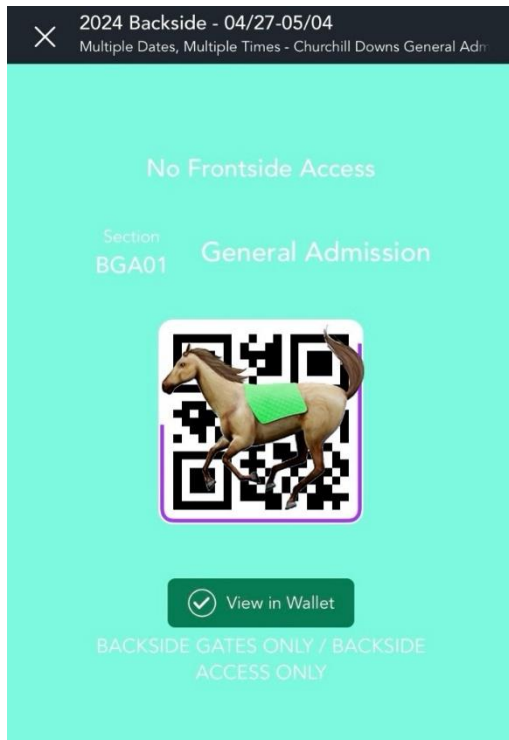 2024 Backside - 04/27-05/04
Multiple Dates, Multiple Times - Churchill Downs General
No Frontside Access
Section
BGA01
General Admission
View in Wallet
BACKSIDE GATES ONLY / BACKSIDE
ACCESS ONLY